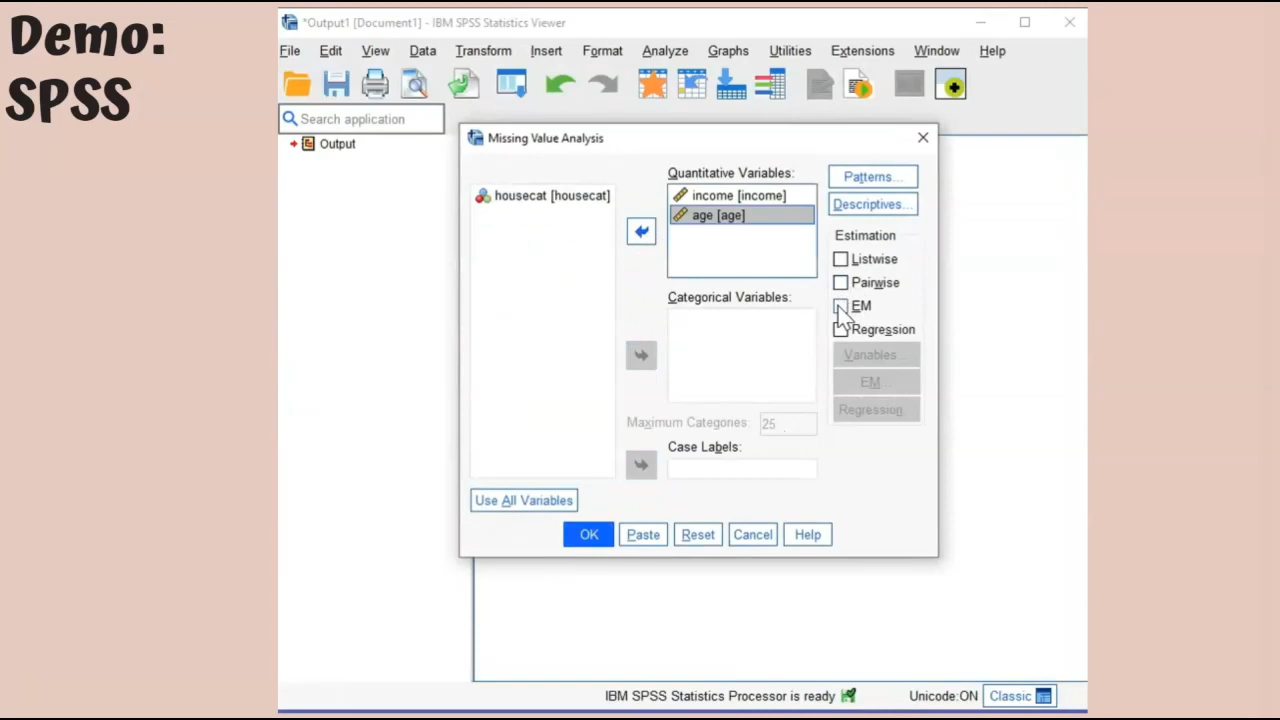 Demo:
SPSS
*Output1 [Document1] - IBM SPSS Statistics Viewer
File Edit View Data Transform Insert Format Analyze Graphs Utilities Extensions Window Help
Search application
Output
Missing Value Analysis
housecat [housecat]
Quantitative Variables:
income [income]
age [age]
Categorical Variables:
Maximum Categories: 25
Case Labels:
Patterns...
Descriptives...
Estimation
Listwise
Pairwise
EM
Regression
Variables...
EM...
Regression...
Use All Variables
OK Paste Reset Cancel Help
IBM SPSS Statistics Processor is ready Unicode:ON Classic